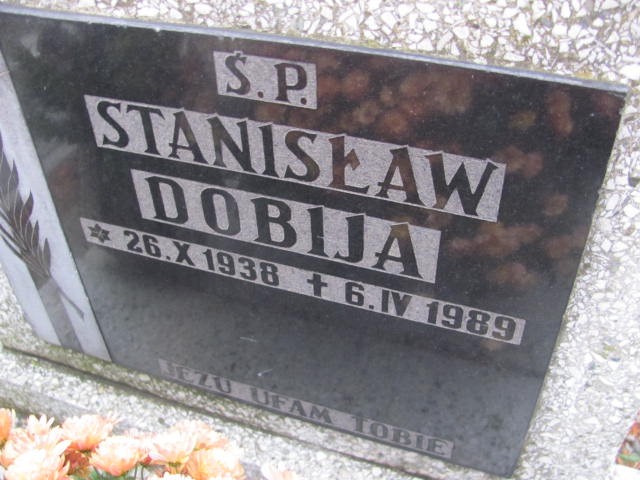 Ś.P.
STANISŁAW
DOBIJA
* 26.X 1938 ✝ 6.IV 1989
JEZU UFAM TOBIE